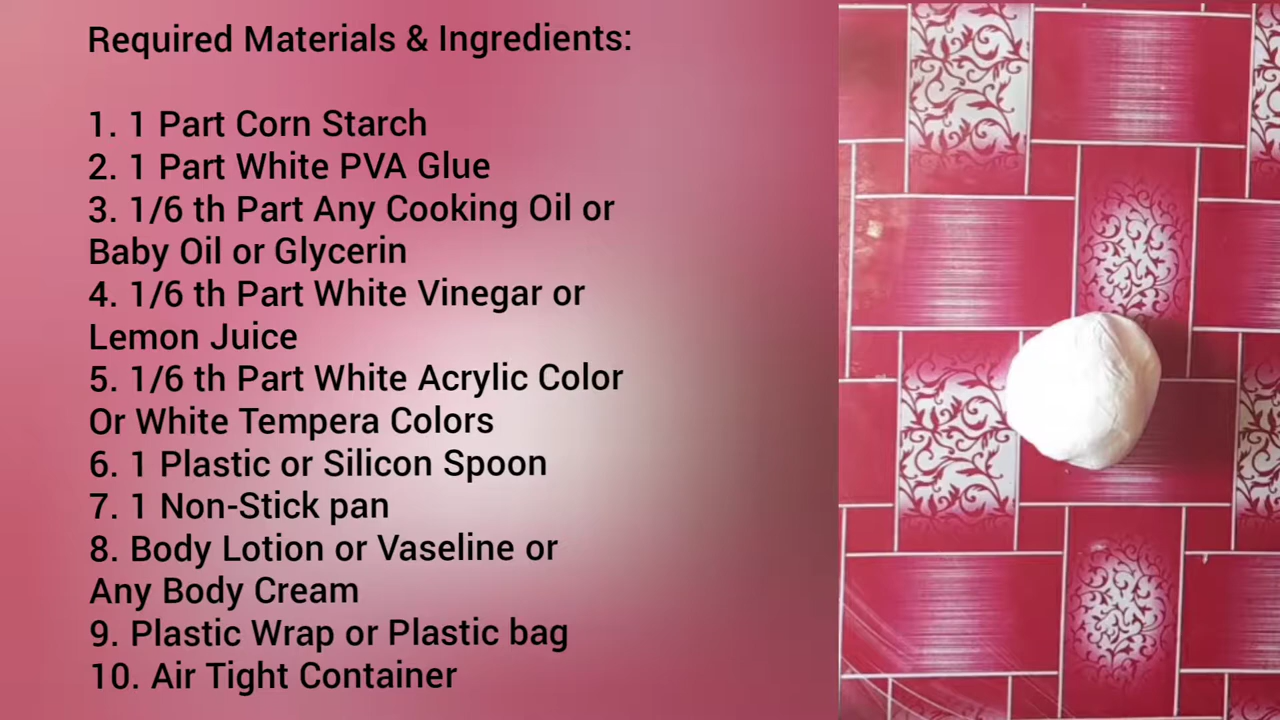 Required Materials & Ingredients:
1. 1 Part Corn Starch
2. 1 Part White PVA Glue
3. 1/6 th Part Any Cooking Oil or
Baby Oil or Glycerin
4. 1/6 th Part White Vinegar or
Lemon Juice
5. 1/6 th Part White Acrylic Color
Or White Tempera Colors
6. 1 Plastic or Silicon Spoon
7. 1 Non-Stick pan
8. Body Lotion or Vaseline or
Any Body Cream
9. Plastic Wrap or Plastic bag
10. Air Tight Container